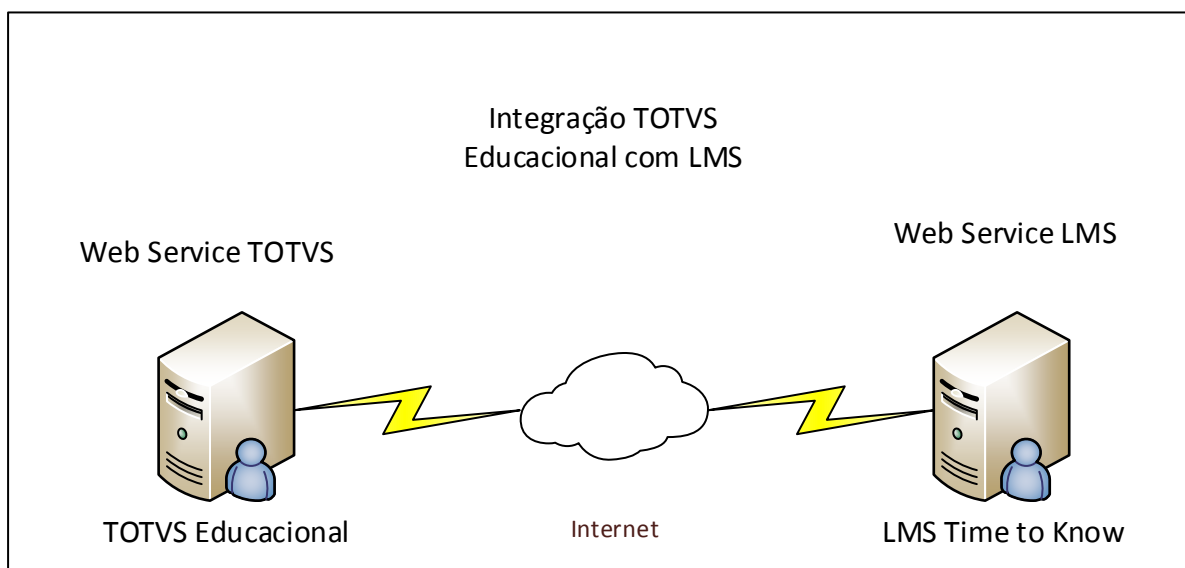 Integração TOTVS
Educacional com LMS
Web Service TOTVS
Web Service LMS
TOTVS Educacional
Internet
LMS Time to Know